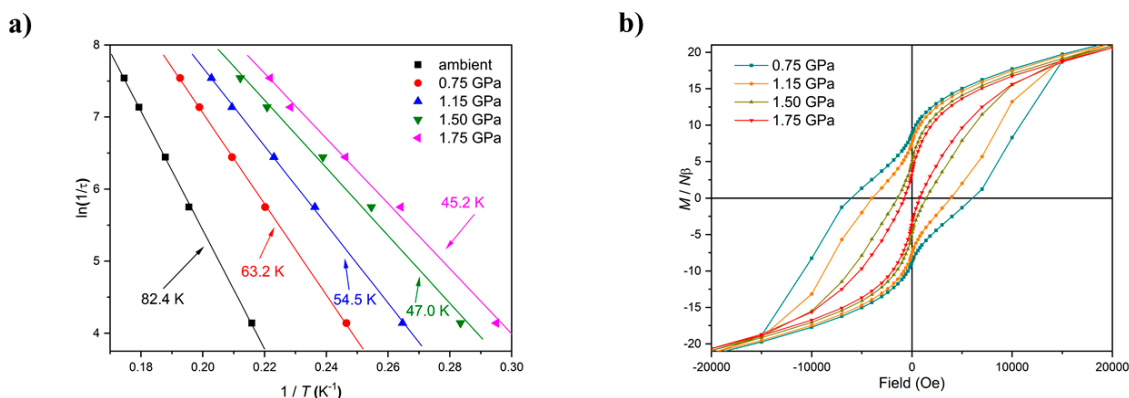 a)
8
7
6
5
4
ln(1/τ)
ambient
0.75 GPa
1.15 GPa
1.50 GPa
1.75 GPa
82.4 K
63.2 K
54.5 K
47.0 K
45.2 K
0.18 0.20 0.22 0.24 0.26 0.28 0.30
1 / T (K⁻¹)
b)
20
15
10
5
0
-5
-10
-15
-20
M / Nβ
0.75 GPa
1.15 GPa
1.50 GPa
1.75 GPa
-20000 -10000 0 10000 20000
Field (Oe)